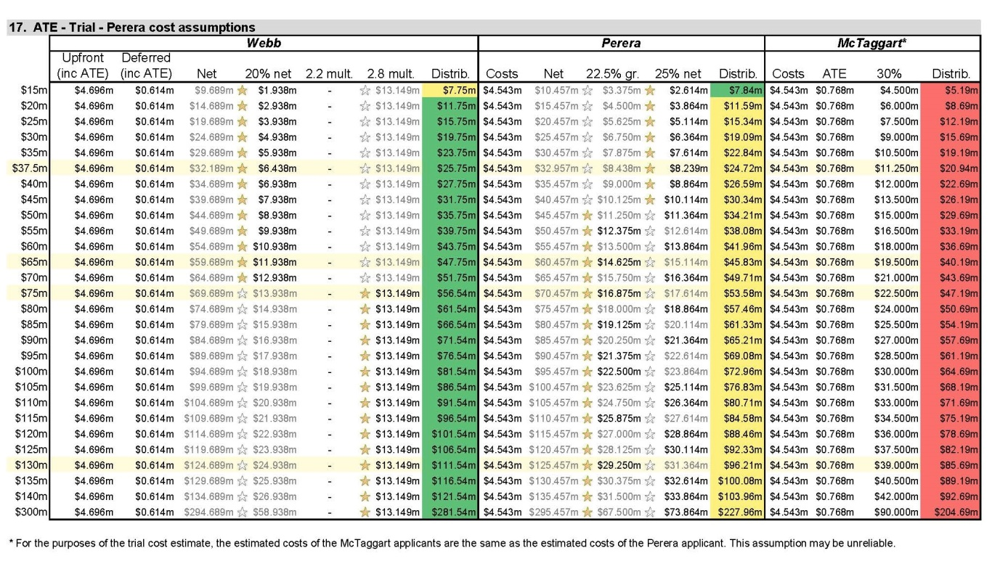 17. ATE - Trial - Perera cost assumptions
Webb Perera McTaggart*
Upfront Deferred
(inc ATE) (inc ATE) Net 20% net 2.2 mult. 2.8 mult. Distrib. Costs Net 22.5% gr. 25% net Distrib. Costs ATE 30% Distrib.
$15m $4.696m $0.614m $9.689m $1.938m - $13.149m $7.75m $4.543m $10.457m $3.375m $2.614m $7.84m $4.543m $0.768m $4.500m $5.19m
$20m $4.696m $0.614m $14.689m $2.938m - $13.149m $11.75m $4.543m $15.457m $4.500m $3.864m $11.59m $4.543m $0.768m $6.000m $8.69m
$25m $4.696m $0.614m $19.689m $3.938m - $13.149m $15.75m $4.543m $20.457m $5.625m $5.114m $15.34m $4.543m $0.768m $7.500m $12.19m
$30m $4.696m $0.614m $24.689m $4.938m - $13.149m $19.75m $4.543m $25.457m $6.750m $6.364m $19.09m $4.543m $0.768m $9.000m $15.69m
$35m $4.696m $0.614m $29.689m $5.938m - $13.149m $23.75m $4.543m $30.457m $7.875m $7.614m $22.84m $4.543m $0.768m $10.500m $19.19m
$37.5m $4.696m $0.614m $32.189m $6.438m - $13.149m $25.75m $4.543m $32.957m $8.438m $8.239m $24.72m $4.543m $0.768m $11.250m $20.94m
$40m $4.696m $0.614m $34.689m $6.938m - $13.149m $27.75m $4.543m $35.457m $9.000m $8.864m $26.59m $4.543m $0.768m $12.000m $22.69m
$45m $4.696m $0.614m $39.689m $7.938m - $13.149m $31.75m $4.543m $40.457m $10.125m $10.114m $30.34m $4.543m $0.768m $13.500m $26.19m
$50m $4.696m $0.614m $44.689m $8.938m - $13.149m $35.75m $4.543m $45.457m $11.250m $11.364m $34.21m $4.543m $0.768m $15.000m $29.69m
$55m $4.696m $0.614m $49.689m $9.938m - $13.149m $39.75m $4.543m $50.457m $12.375m $12.614m $38.08m $4.543m $0.768m $16.500m $33.19m
$60m $4.696m $0.614m $54.689m $10.938m - $13.149m $43.75m $4.543m $55.457m $13.500m $13.864m $41.96m $4.543m $0.768m $18.000m $36.69m
$65m $4.696m $0.614m $59.689m $11.938m - $13.149m $47.75m $4.543m $60.457m $14.625m $15.114m $45.83m $4.543m $0.768m $19.500m $40.19m
$70m $4.696m $0.614m $64.689m $12.938m - $13.149m $51.75m $4.543m $65.457m $15.750m $16.364m $49.71m $4.543m $0.768m $21.000m $43.69m
$75m $4.696m $0.614m $69.689m $13.938m - $13.149m $56.54m $4.543m $70.457m $16.875m $17.614m $53.58m $4.543m $0.768m $22.500m $47.19m
$80m $4.696m $0.614m $74.689m $14.938m - $13.149m $61.54m $4.543m $75.457m $18.000m $18.864m $57.46m $4.543m $0.768m $24.000m $50.69m
$85m $4.696m $0.614m $79.689m $15.938m - $13.149m $66.54m $4.543m $80.457m $19.125m $20.114m $61.33m $4.543m $0.768m $25.500m $54.19m
$90m $4.696m $0.614m $84.689m $16.938m - $13.149m $71.54m $4.543m $85.457m $20.250m $21.364m $65.21m $4.543m $0.768m $27.000m $57.69m
$95m $4.696m $0.614m $89.689m $17.938m - $13.149m $76.54m $4.543m $90.457m $21.375m $22.614m $69.08m $4.543m $0.768m $28.500m $61.19m
$100m $4.696m $0.614m $94.689m $18.938m - $13.149m $81.54m $4.543m $95.457m $22.500m $23.864m $72.96m $4.543m $0.768m $30.000m $64.69m
$105m $4.696m $0.614m $99.689m $19.938m - $13.149m $86.54m $4.543m $100.457m $23.625m $25.114m $76.83m $4.543m $0.768m $31.500m $68.19m
$110m $4.696m $0.614m $104.689m $20.938m - $13.149m $91.54m $4.543m $105.457m $24.750m $26.364m $80.71m $4.543m $0.768m $33.000m $71.69m
$115m $4.696m $0.614m $109.689m $21.938m - $13.149m $96.54m $4.543m $110.457m $25.875m $27.614m $84.58m $4.543m $0.768m $34.500m $75.19m
$120m $4.696m $0.614m $114.689m $22.938m - $13.149m $101.54m $4.543m $115.457m $27.000m $28.864m $88.46m $4.543m $0.768m $36.000m $78.69m
$125m $4.696m $0.614m $119.689m $23.938m - $13.149m $106.54m $4.543m $120.457m $28.125m $30.114m $92.33m $4.543m $0.768m $37.500m $82.19m
$130m $4.696m $0.614m $124.689m $24.938m - $13.149m $111.54m $4.543m $125.457m $29.250m $31.364m $96.21m $4.543m $0.768m $39.000m $85.69m
$135m $4.696m $0.614m $129.689m $25.938m - $13.149m $116.54m $4.543m $130.457m $30.375m $32.614m $100.08m $4.543m $0.768m $40.500m $89.19m
$140m $4.696m $0.614m $134.689m $26.938m - $13.149m $121.54m $4.543m $135.457m $31.500m $33.864m $103.96m $4.543m $0.768m $42.000m $92.69m
$300m $4.696m $0.614m $294.689m $58.938m - $13.149m $281.54m $4.543m $295.457m $67.500m $73.864m $227.96m $4.543m $0.768m $90.000m $204.69m
* For the purposes of the trial cost estimate, the estimated costs of the McTaggart applicants are the same as the estimated costs of the Perera applicant. This assumption may be unreliable.